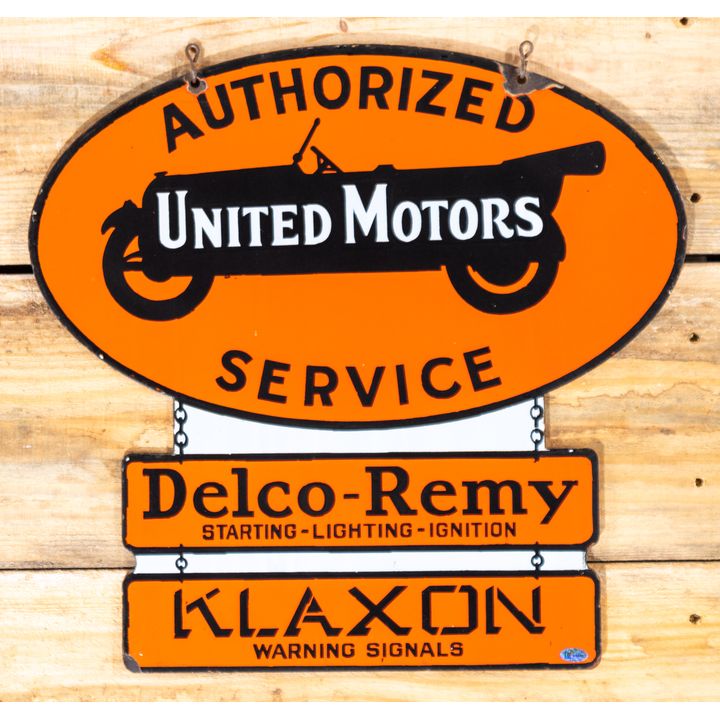 AUTHORIZED
UNITED MOTORS
SERVICE
Delco-Remy
STARTING-LIGHTING-IGNITION
KLAXON
WARNING SIGNALS